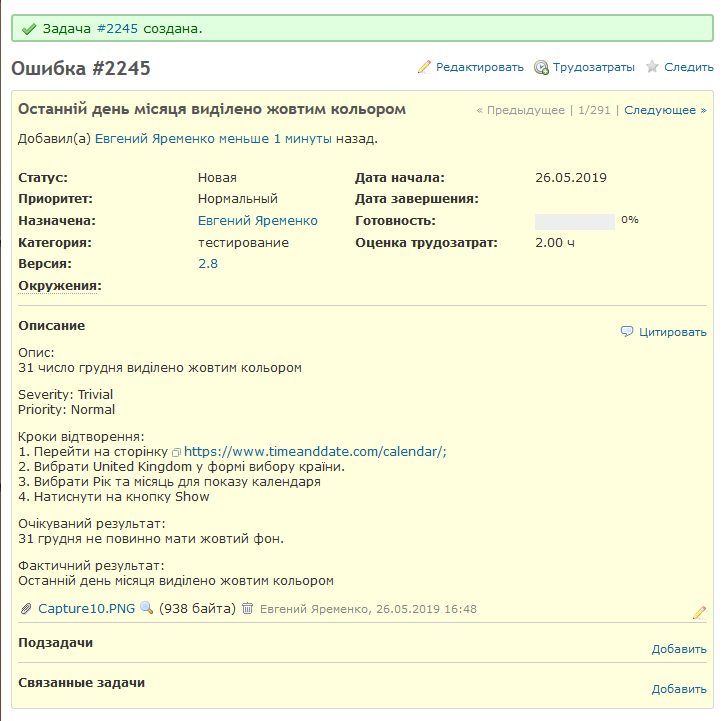 Задача #2245 создана.
Ошибка #2245
Редактировать Трудозатраты Следить
Останній день місяця виділено жовтим кольором
« Предыдущее | 1/291 | Следующее »
Добавил(а) Евгений Яременко меньше 1 минуты назад.
Статус: Новая Дата начала: 26.05.2019
Приоритет: Нормальный Дата завершения:
Назначена: Евгений Яременко Готовность: 0%
Категория: тестирование Оценка трудозатрат: 2.00 ч
Версия: 2.8
Окружения:
Описание
Цитировать
Опис:
31 число грудня виділено жовтим кольором
Severity: Trivial
Priority: Normal
Кроки відтворення:
1. Перейти на сторінку https://www.timeanddate.com/calendar/;
2. Вибрати United Kingdom у формі вибору країни.
3. Вибрати Рік та місяць для показу календаря
4. Натиснути на кнопку Show
Очікуваний результат:
31 грудня не повинно мати жовтий фон.
Фактичний результат:
Останній день місяця виділено жовтим кольором
Capture10.PNG (938 байта) Евгений Яременко, 26.05.2019 16:48
Подзадачи
Добавить
Связанные задачи
Добавить